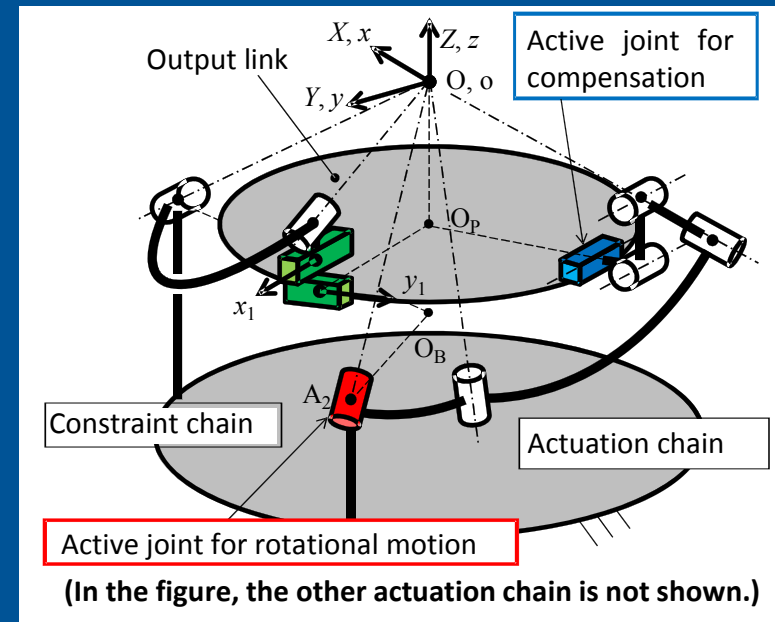 X, x
Z, z
Active joint for
compensation
Output link
O, o
Y, y
O_P
x_1
y_1
O_B
A_2
Constraint chain
Actuation chain
Active joint for rotational motion
(In the figure, the other actuation chain is not shown.)